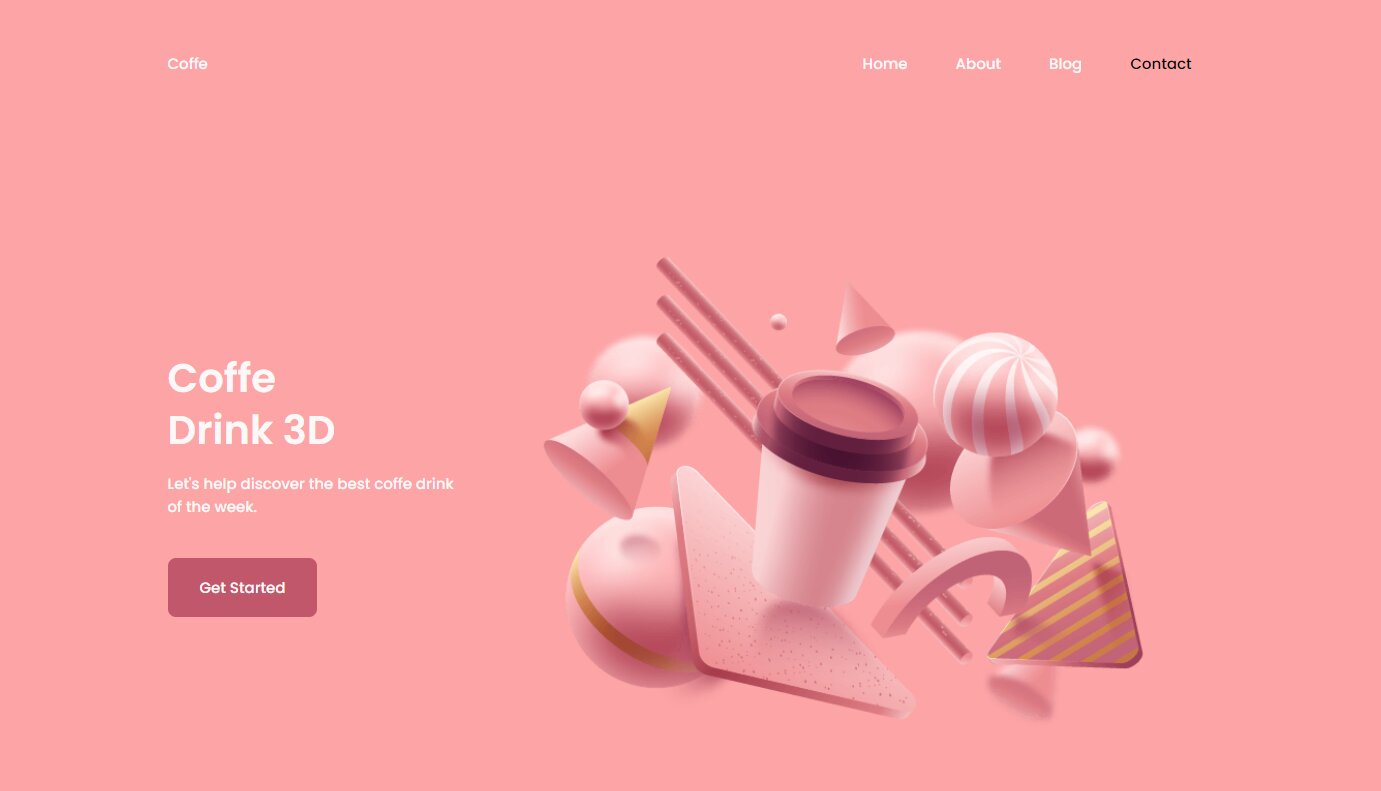 Coffe
Home About Blog Contact
Coffe
Drink 3D
Let's help discover the best coffe drink
of the week.
Get Started